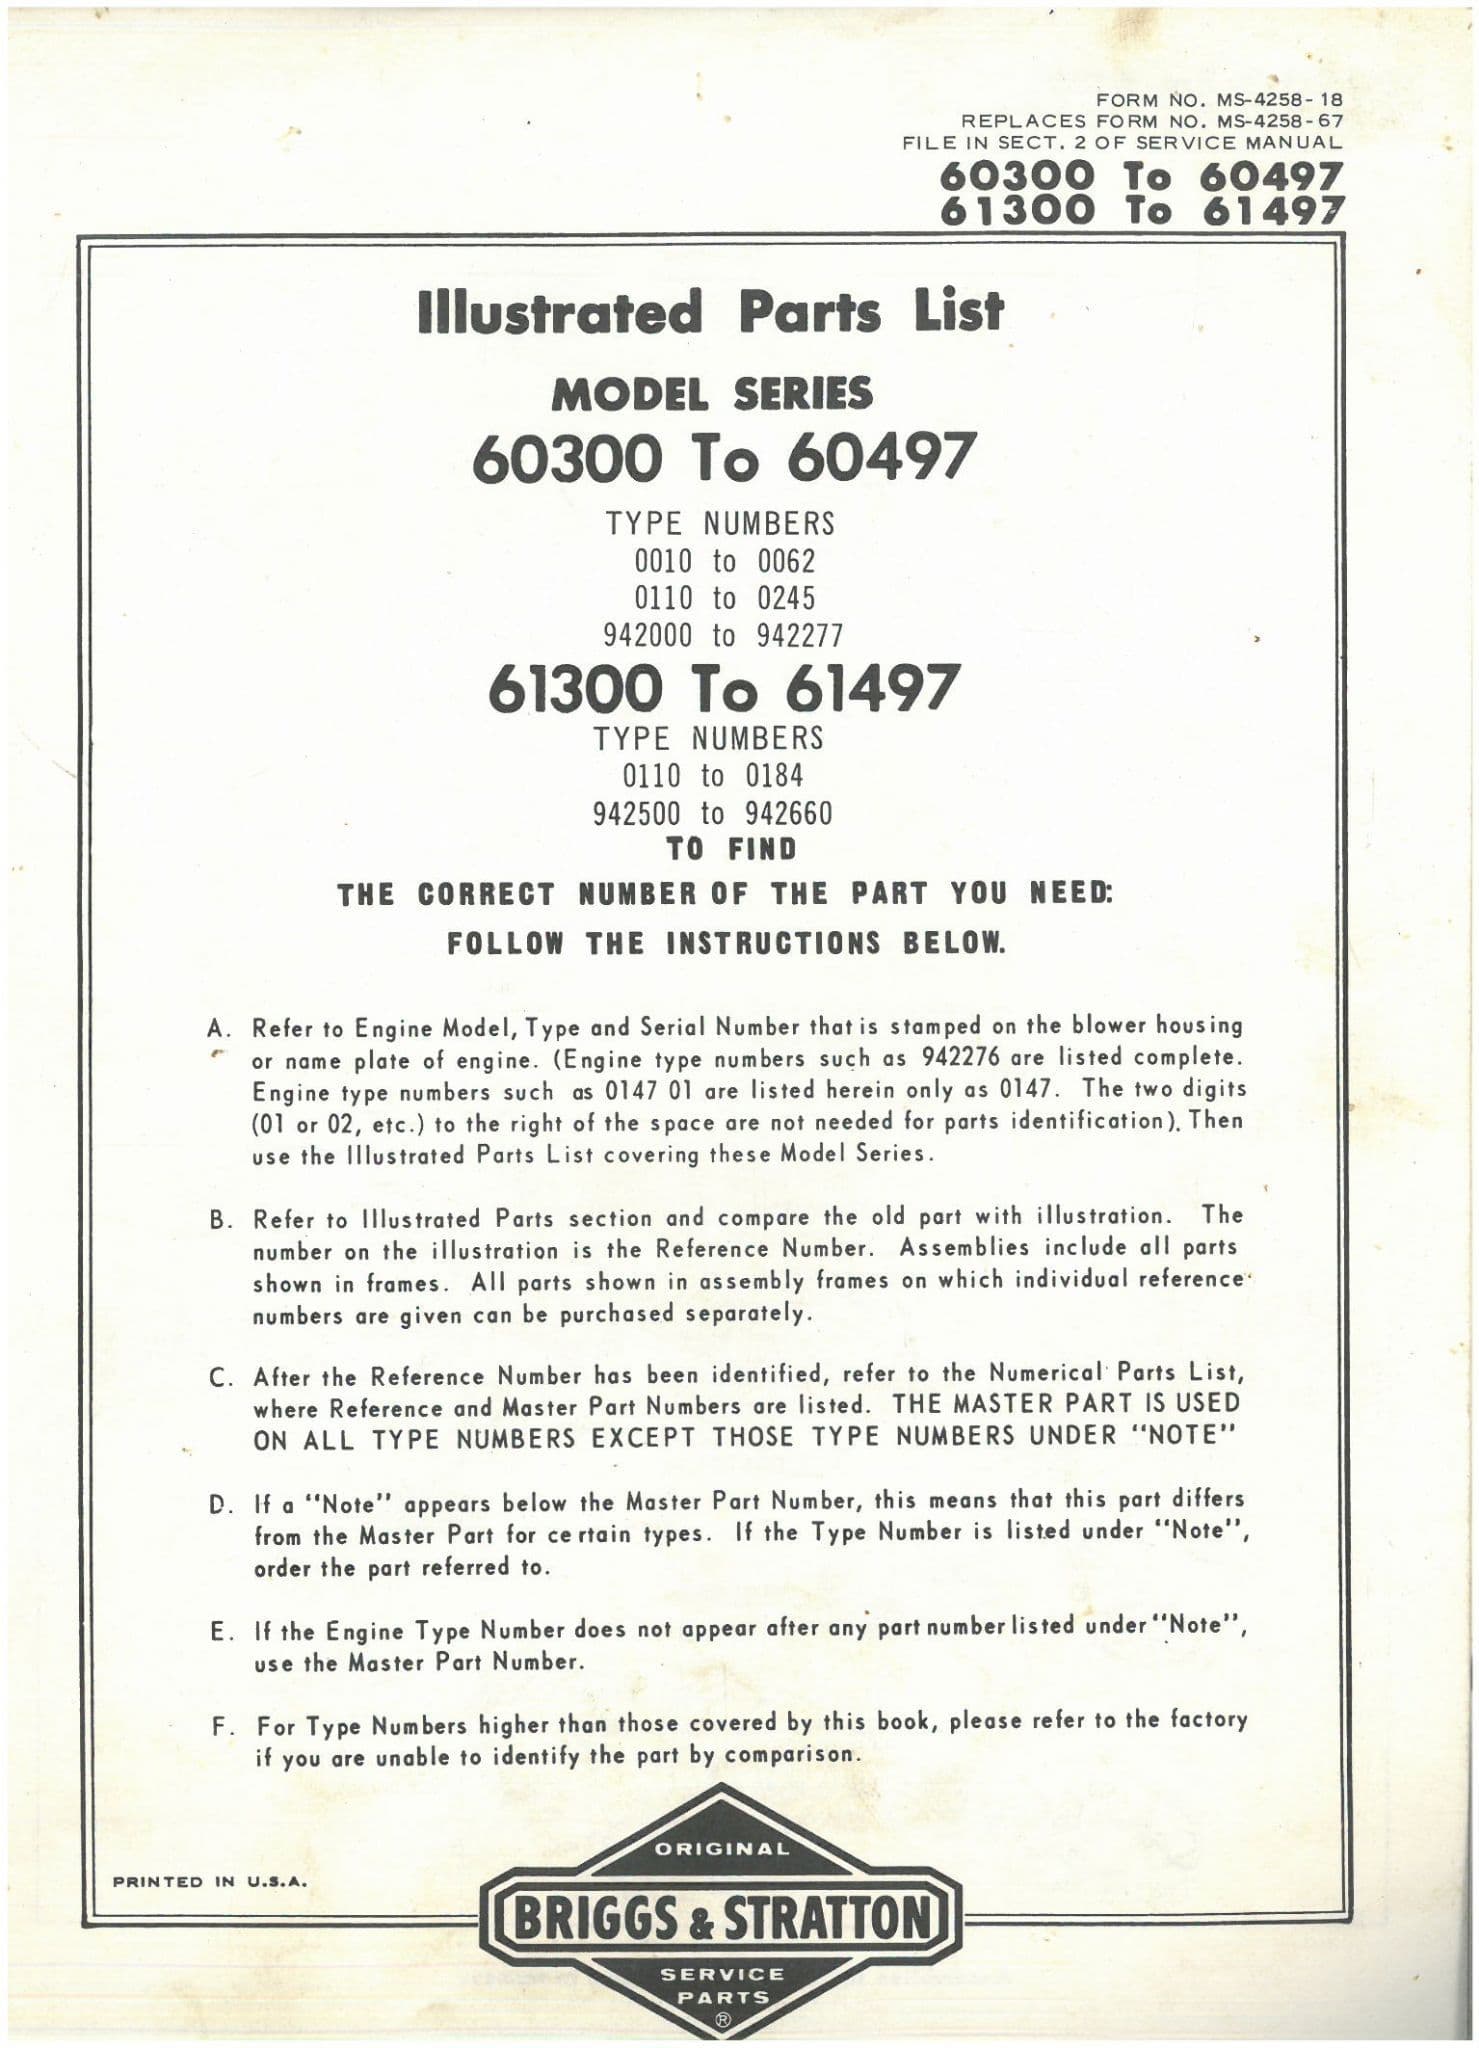 FORM NO. MS-4258-18
REPLACES FORM NO. MS-4258-67
FILE IN SECT. 2 OF SERVICE MANUAL
60300 To 60497
61300 To 61497
Illustrated Parts List
MODEL SERIES
60300 To 60497
TYPE NUMBERS
0010 to 0062
0110 to 0245
942000 to 942277
61300 To 61497
TYPE NUMBERS
0110 to 0184
942500 to 942660
TO FIND
THE CORRECT NUMBER OF THE PART YOU NEED:
FOLLOW THE INSTRUCTIONS BELOW.
A. Refer to Engine Model, Type and Serial Number that is stamped on the blower housing
or name plate of engine. (Engine type numbers such as 942276 are listed complete.
Engine type numbers such as 0147 01 are listed herein only as 0147. The two digits
(01 or 02, etc.) to the right of the space are not needed for parts identification). Then
use the Illustrated Parts List covering these Model Series.
B. Refer to Illustrated Parts section and compare the old part with illustration. The
number on the illustration is the Reference Number. Assemblies include all parts
shown in frames. All parts shown in assembly frames on which individual reference
numbers are given can be purchased separately.
C. After the Reference Number has been identified, refer to the Numerical Parts List,
where Reference and Master Part Numbers are listed. THE MASTER PART IS USED
ON ALL TYPE NUMBERS EXCEPT THOSE TYPE NUMBERS UNDER "NOTE"
D. If a "Note" appears below the Master Part Number, this means that this part differs
from the Master Part for certain types. If the Type Number is listed under "Note",
order the part referred to.
E. If the Engine Type Number does not appear after any part number listed under "Note",
use the Master Part Number.
F. For Type Numbers higher than those covered by this book, please refer to the factory
if you are unable to identify the part by comparison.
PRINTED IN U.S.A.
ORIGINAL
BRIGGS & STRATTON
SERVICE
PARTS
®